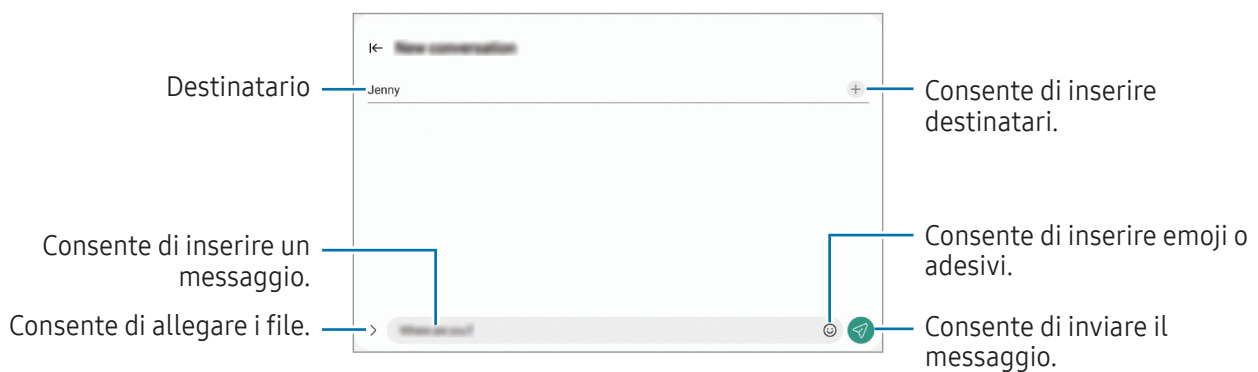 Destinatario
Jenny
Consente di inserire
destinatari.
Consente di inserire un
messaggio.
Consente di inserire emoji o
adesivi.
Consente di allegare i file.
Consente di inviare il
messaggio.